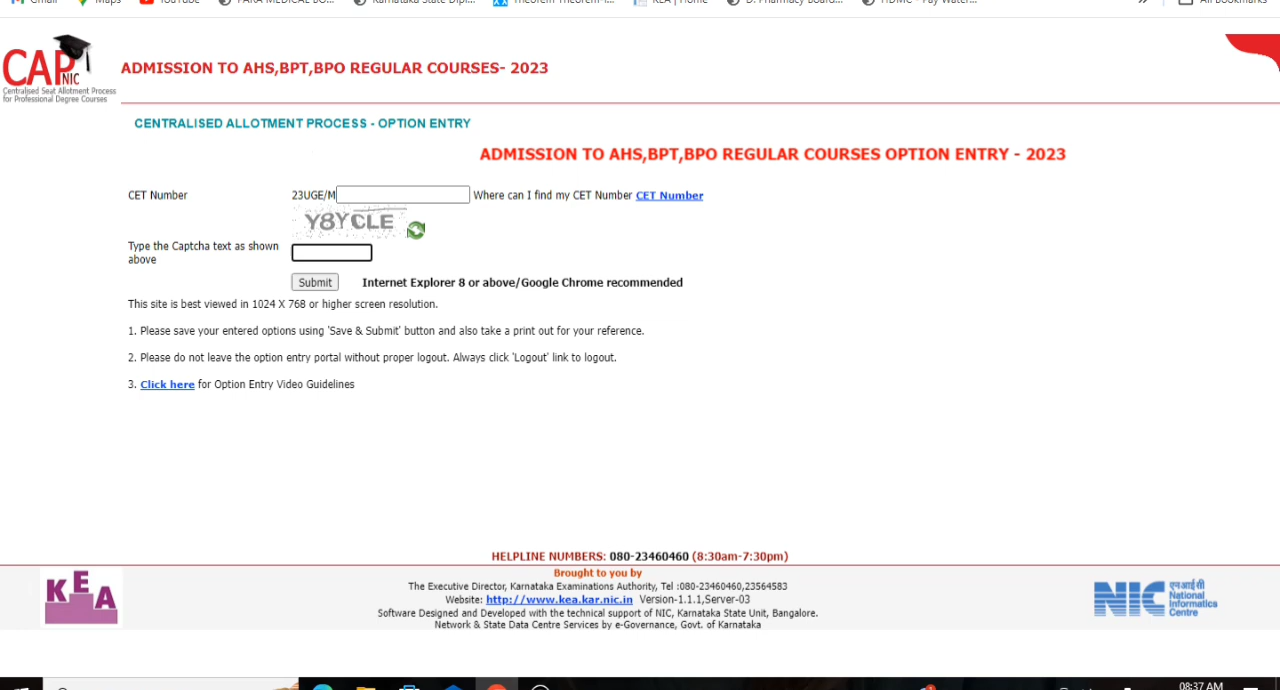 Gmail Maps YouTube PARA MEDICAL BO... Karnataka State Dipl... Theorem Theorem-i... KEA | Home D. Pharmacy Board... HDMC - Pay Water... » All Bookmarks
CAP NIC
Centralised Seat Allotment Process
for Professional Degree Courses
ADMISSION TO AHS,BPT,BPO REGULAR COURSES- 2023
CENTRALISED ALLOTMENT PROCESS - OPTION ENTRY
ADMISSION TO AHS,BPT,BPO REGULAR COURSES OPTION ENTRY - 2023
CET Number 23UGE/M Where can I find my CET Number CET Number
Type the Captcha text as shown
above
Submit Internet Explorer 8 or above/Google Chrome recommended
This site is best viewed in 1024 X 768 or higher screen resolution.
1. Please save your entered options using 'Save & Submit' button and also take a print out for your reference.
2. Please do not leave the option entry portal without proper logout. Always click 'Logout' link to logout.
3. Click here for Option Entry Video Guidelines
HELPLINE NUMBERS: 080-23460460 (8:30am-7:30pm)
Brought to you by
The Executive Director, Karnataka Examinations Authority, Tel :080-23460460,23564583
Website: http://www.kea.kar.nic.in Version-1.1.1,Server-03
Software Designed and Developed with the technical support of NIC, Karnataka State Unit, Bangalore.
Network & State Data Centre Services by e-Governance, Govt. of Karnataka
KEA
NIC एनआईसी
National
Informatics
Centre
08:37 AM